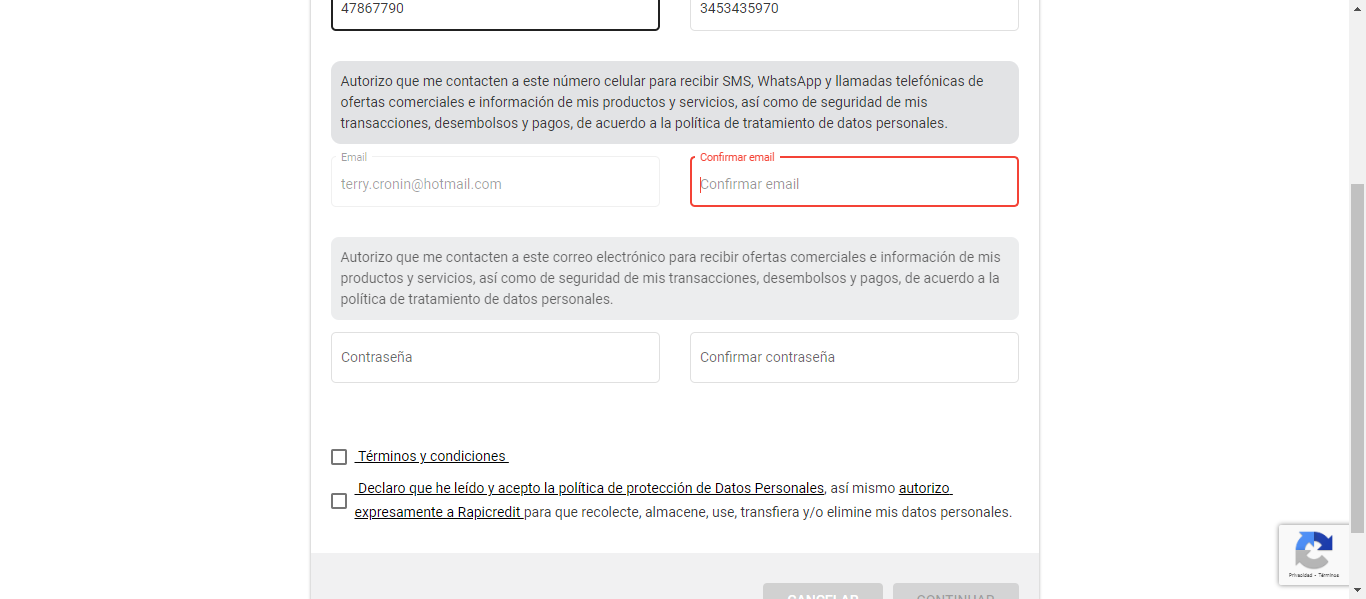 47867790
3453435970
Autorizo que me contacten a este número celular para recibir SMS, WhatsApp y llamadas telefónicas de
ofertas comerciales e información de mis productos y servicios, así como de seguridad de mis
transacciones, desembolsos y pagos, de acuerdo a la política de tratamiento de datos personales.
Email
terry.cronin@hotmail.com
Confirmar email
Confirmar email
Autorizo que me contacten a este correo electrónico para recibir ofertas comerciales e información de mis
productos y servicios, así como de seguridad de mis transacciones, desembolsos y pagos, de acuerdo a la
política de tratamiento de datos personales.
Contraseña
Confirmar contraseña
Términos y condiciones
Declaro que he leído y acepto la política de protección de Datos Personales, así mismo autorizo
expresamente a Rapicredit para que recolecte, almacene, use, transfiera y/o elimine mis datos personales.
Privacidad - Términos
CANCELAR
CONTINUAR